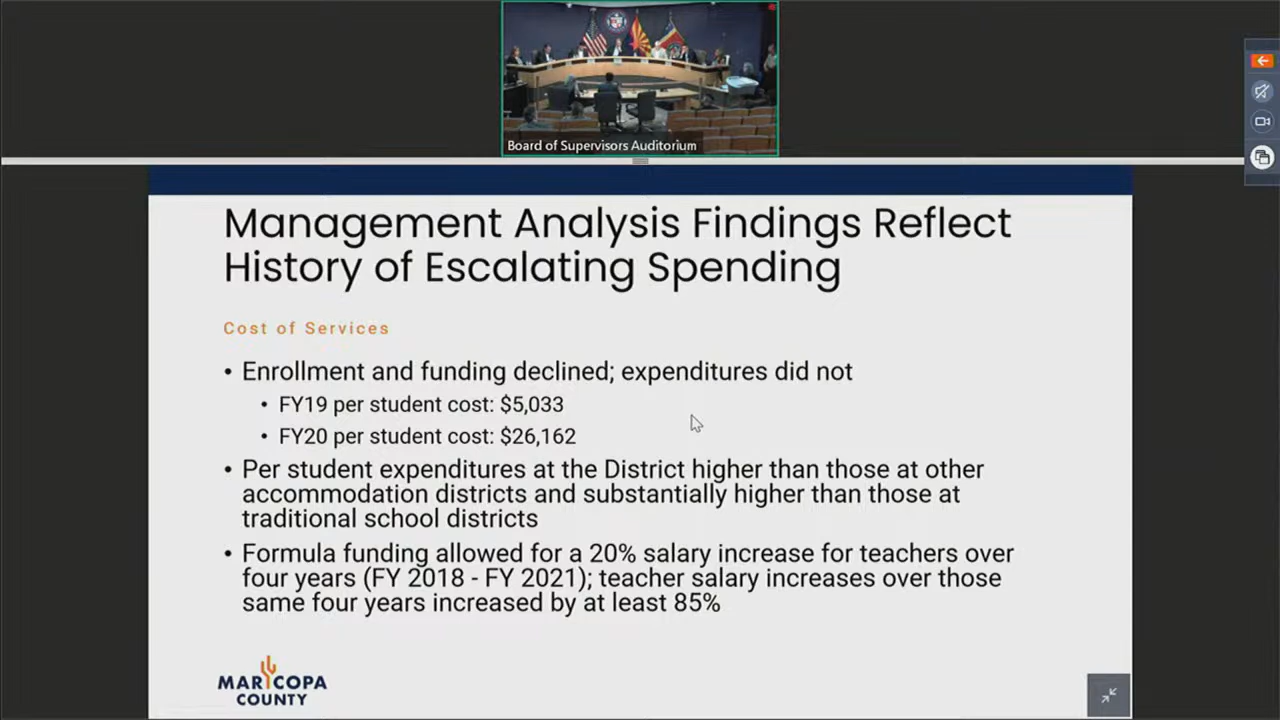 Board of Supervisors Auditorium
Management Analysis Findings Reflect
History of Escalating Spending
Cost of Services
• Enrollment and funding declined; expenditures did not
• FY19 per student cost: $5,033
• FY20 per student cost: $26,162
• Per student expenditures at the District higher than those at other
accommodation districts and substantially higher than those at
traditional school districts
• Formula funding allowed for a 20% salary increase for teachers over
four years (FY 2018 - FY 2021); teacher salary increases over those
same four years increased by at least 85%
MARICOPA
COUNTY